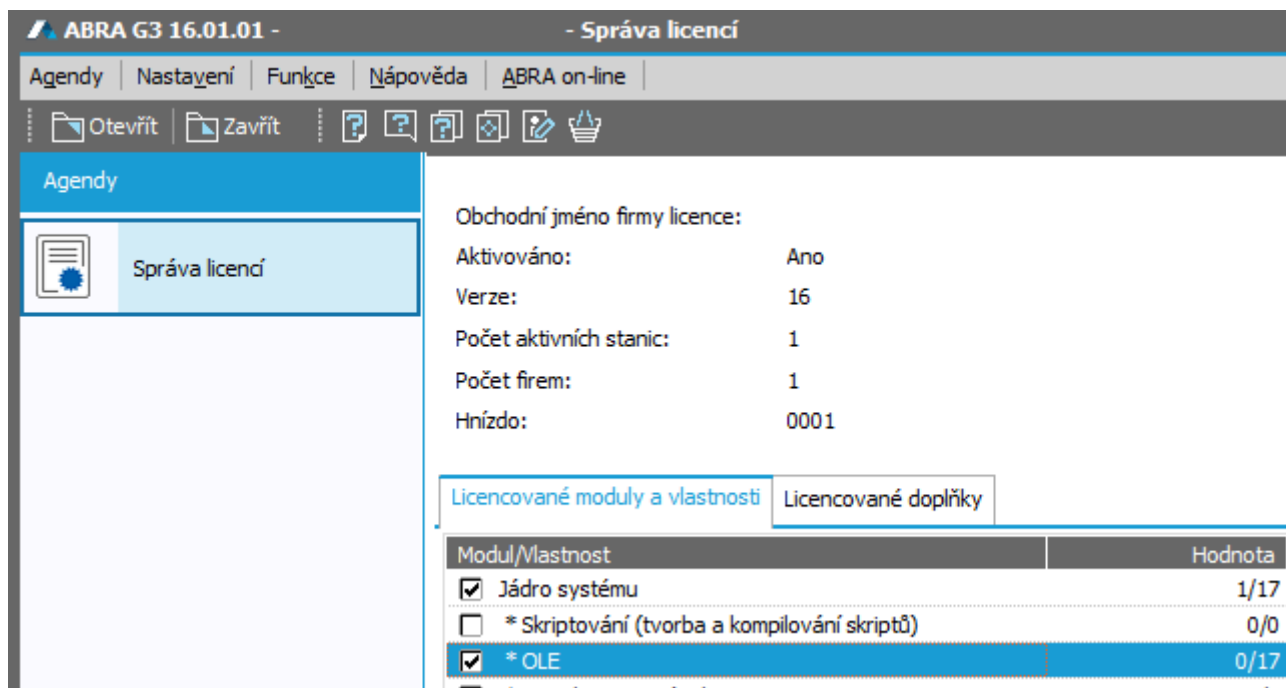 ABRA G3 16.01.01 - - Správa licencí
Agendy Nastavení Funkce Nápověda ABRA on-line
Otevřít Zavřít
Agendy
Správa licencí
Obchodní jméno firmy licence:
Aktivováno: Ano
Verze: 16
Počet aktivních stanic: 1
Počet firem: 1
Hnízdo: 0001
Licencované moduly a vlastnosti Licencované doplňky
Modul/Vlastnost Hodnota
Jádro systému 1/17
* Skriptování (tvorba a kompilování skriptů) 0/0
* OLE 0/17